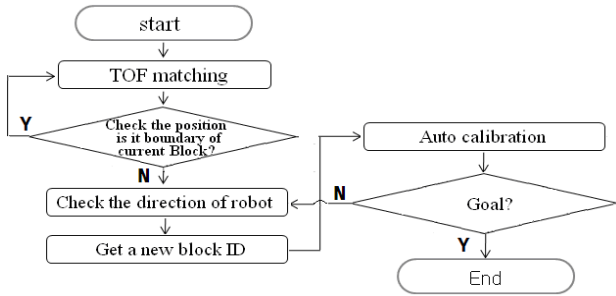 start
TOF matching
Y
Check the position
is it boundary of
current Block?
N
Check the direction of robot
Get a new block ID
Auto calibration
N
Goal?
Y
End